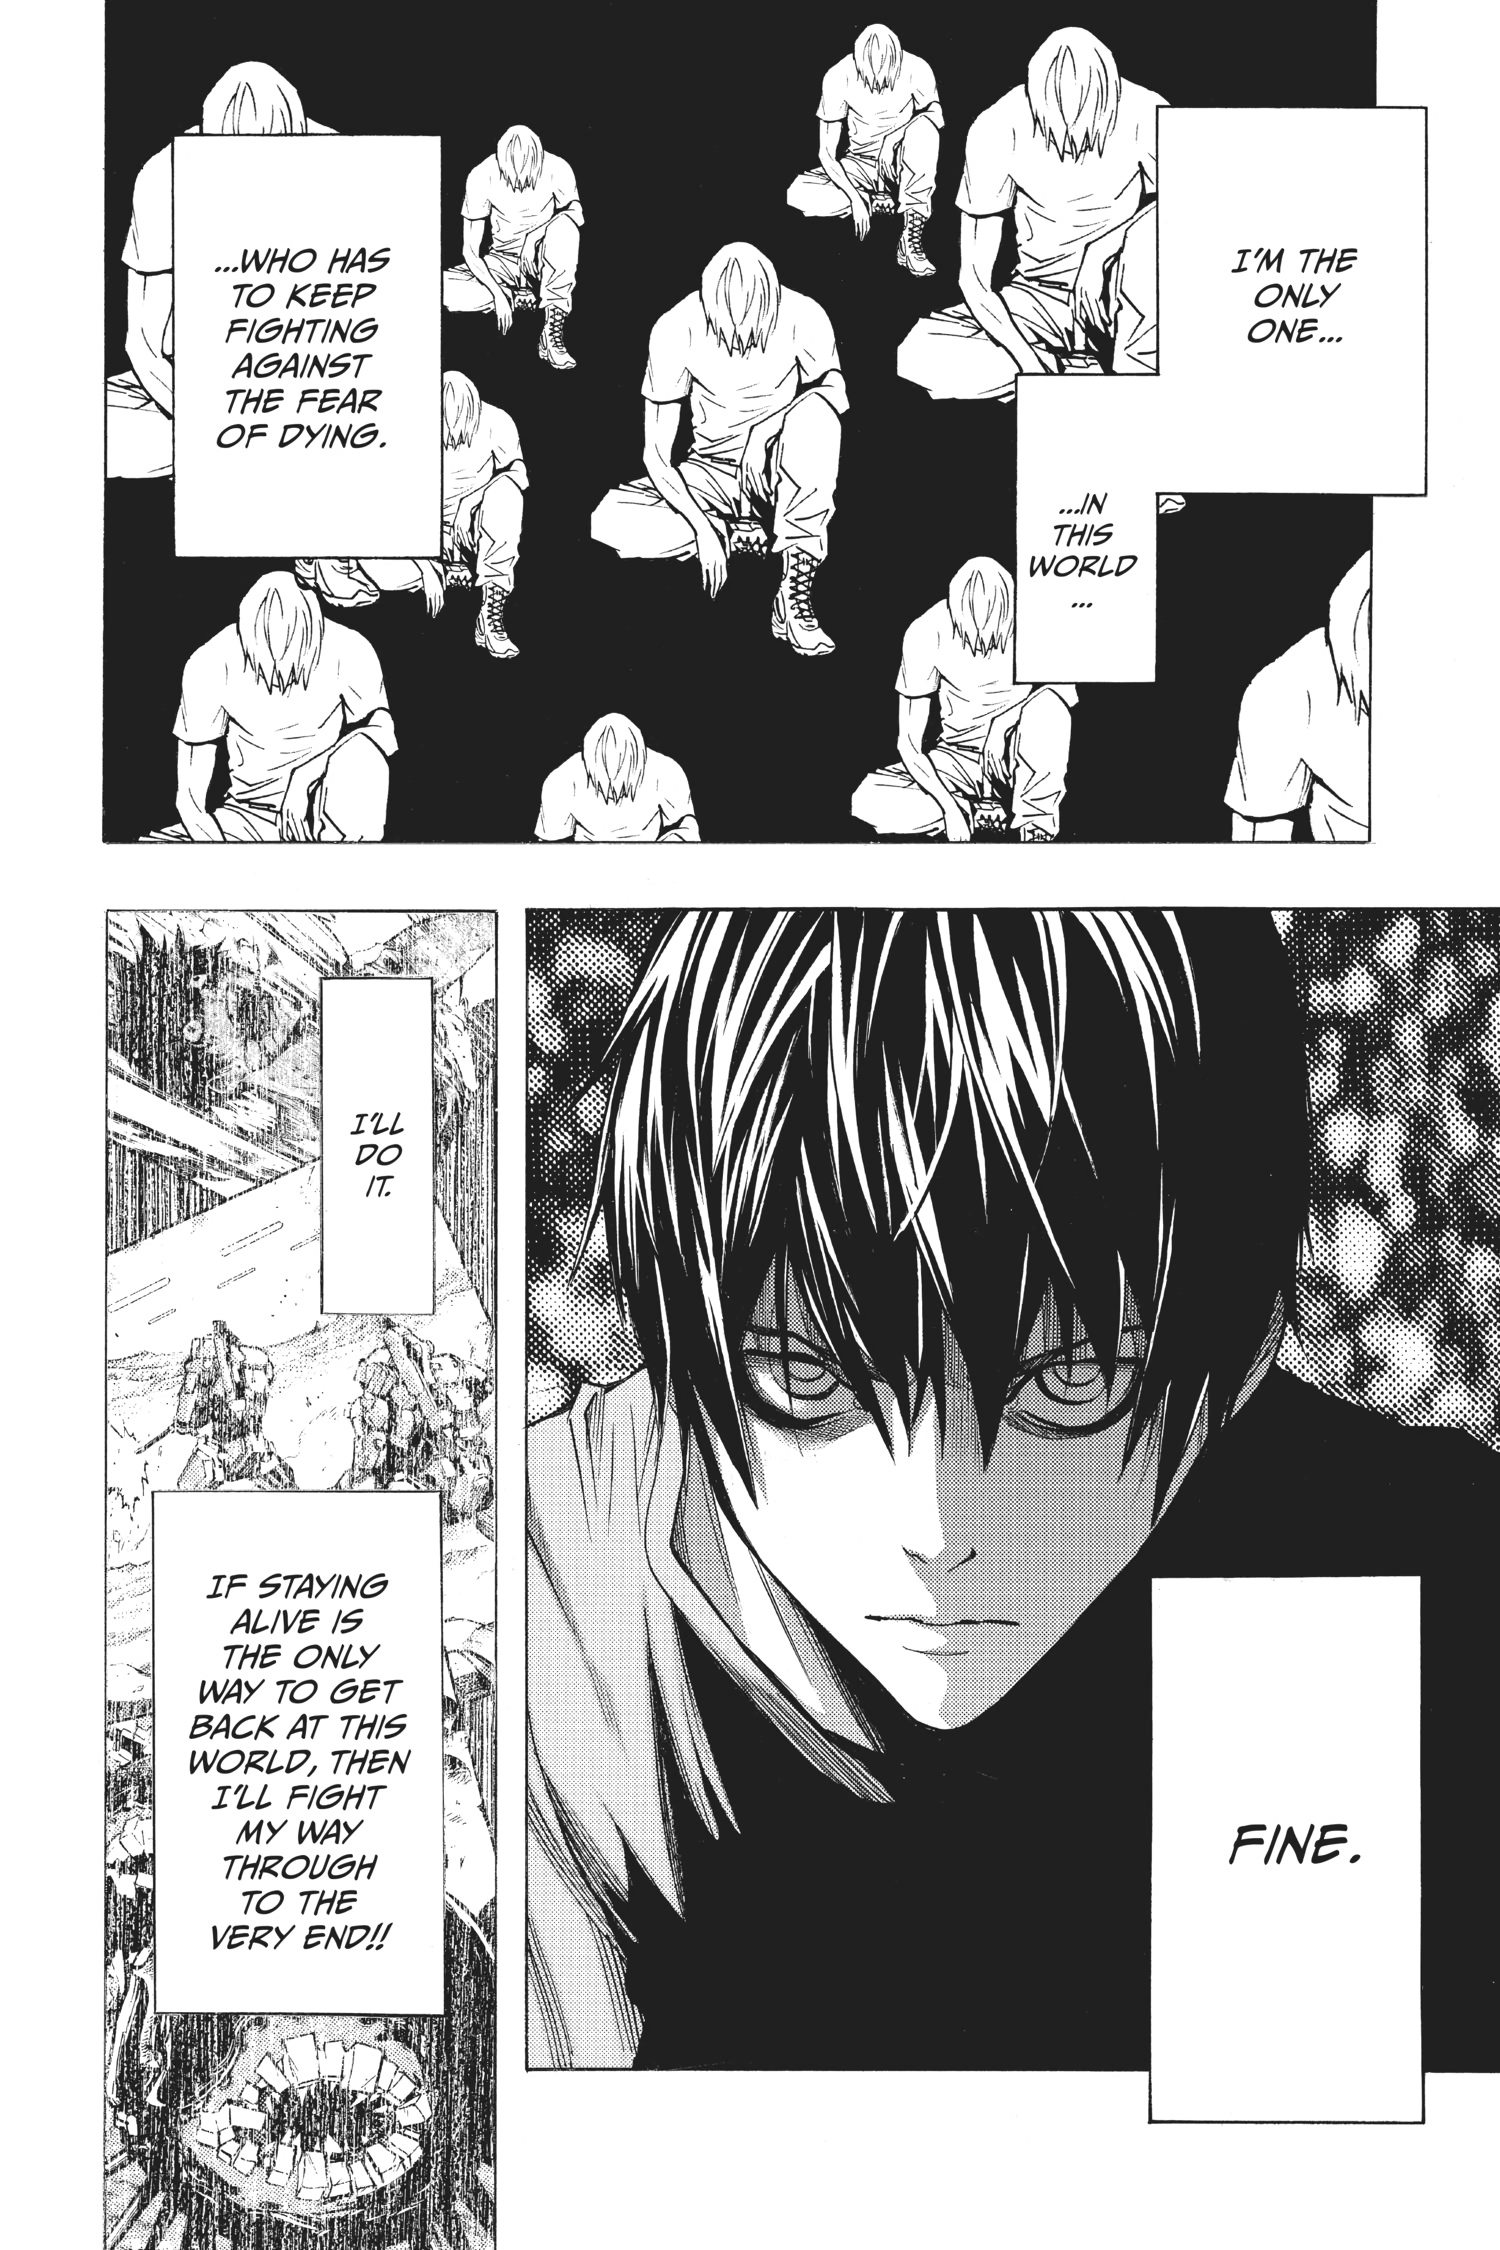 I'M THE
ONLY
ONE...
...IN
THIS
WORLD
...
...WHO HAS
TO KEEP
FIGHTING
AGAINST
THE FEAR
OF DYING.
FINE.
I'LL
DO
IT.
IF STAYING
ALIVE IS
THE ONLY
WAY TO GET
BACK AT THIS
WORLD, THEN
I'LL FIGHT
MY WAY
THROUGH
TO THE
VERY END!!